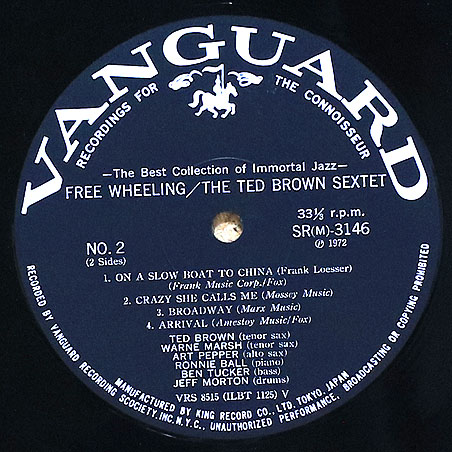 VANGUARD
RECORDINGS FOR THE CONNOISSEUR
—The Best Collection of Immortal Jazz—
FREE WHEELING/THE TED BROWN SEXTET
33⅓ r.p.m.
SR(M)-3146
Ⓟ 1972
NO. 2
(2 Sides)
1. ON A SLOW BOAT TO CHINA (Frank Loesser)
(Frank Music Corp./Fox)
2. CRAZY SHE CALLS ME (Mossey Music)
3. BROADWAY (Marx Music)
4. ARRIVAL (Amestoy Music/Fox)
TED BROWN (tenor sax)
WARNE MARSH (tenor sax)
ART PEPPER (alto sax)
RONNIE BALL (piano)
BEN TUCKER (bass)
JEFF MORTON (drums)
VRS 8515 (ILBT 1125) V
RECORDED BY VANGUARD RECORDING SCOCIETY, INC. N.Y.C., UNAUTHORIZED PERFORMANCE, BROADCASTING OR COPYING PROHIBITED
MANUFACTURED BY KING RECORD CO., LTD. TOKYO, JAPAN